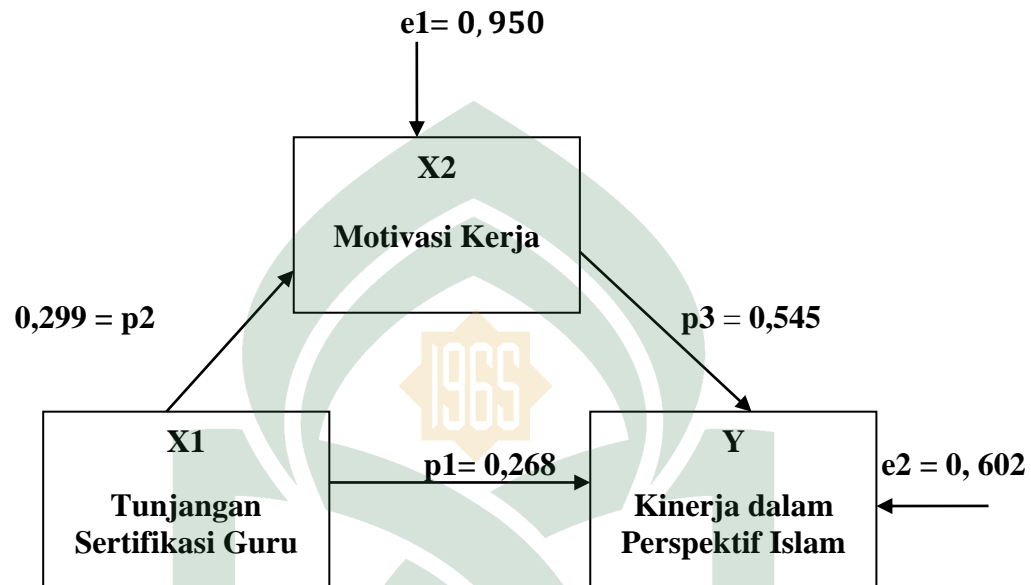 e1= 0, 950
X2
Motivasi Kerja
0,299 = p2
p3 = 0,545
1965
X1
Tunjangan
Sertifikasi Guru
p1= 0,268
Y
Kinerja dalam
Perspektif Islam
e2 = 0, 602